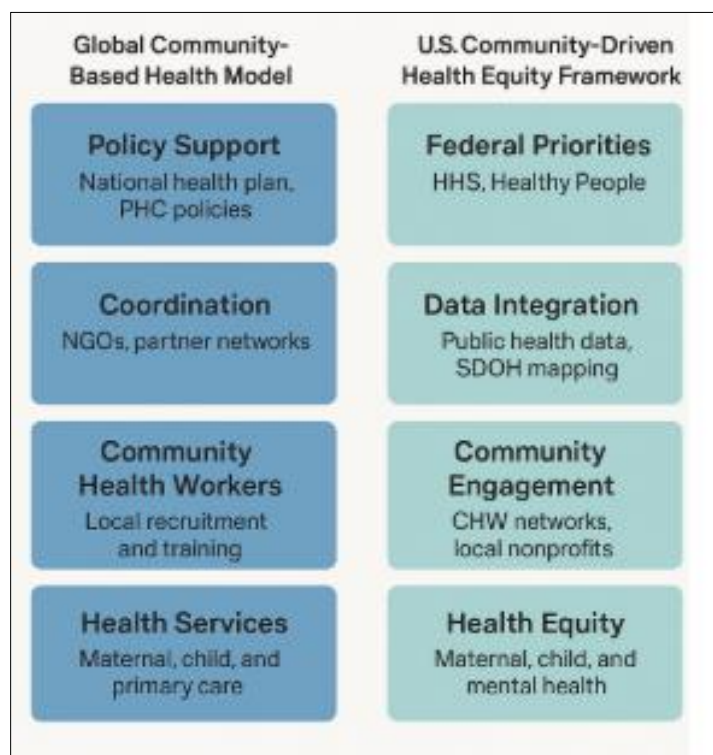 Global Community-
Based Health Model
Policy Support
National health plan,
PHC policies
Coordination
NGOs, partner networks
Community
Health Workers
Local recruitment
and training
Health Services
Maternal, child, and
primary care
U.S. Community-Driven
Health Equity Framework
Federal Priorities
HHS, Healthy People
Data Integration
Public health data,
SDOH mapping
Community
Engagement
CHW networks,
local nonprofits
Health Equity
Maternal, child, and
mental health